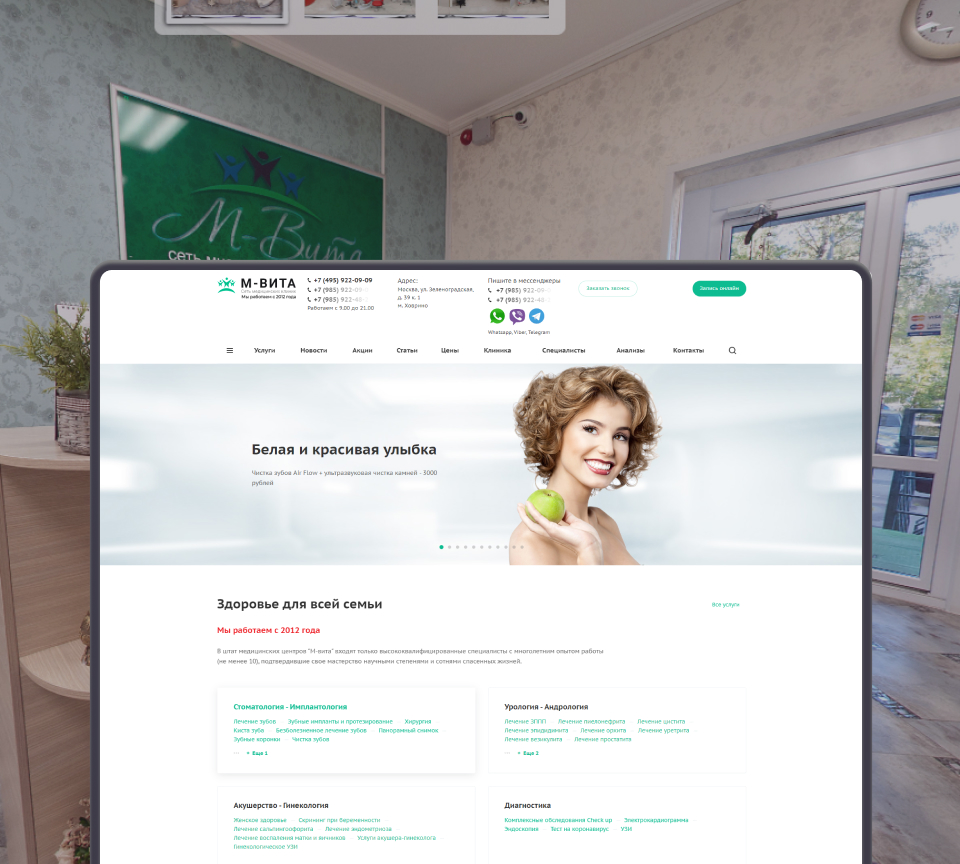 М-Вита
М-ВИТА
СЕТЬ МЕДИЦИНСКИХ КЛИНИК
Мы работаем с 2012 года
+7 (495) 922-09-09
+7 (985) 922-
+7 (985) 922-
Работаем с 9.00 до 21.00
Адрес:
Москва, ул. Зеленоградская,
д. 39 к. 1
м. Ховрино
Пишите в мессенджеры
+7 (985) 922-
+7 (985) 922-
Whatsapp, Viber, Telegram
Заказать звонок
Запись онлайн
Услуги Новости Акции Статьи Цены Клиника Специалисты Анализы Контакты
Белая и красивая улыбка
Чистка зубов Air Flow + ультразвуковая чистка камней - 3000
рублей
Здоровье для всей семьи
Все услуги
Мы работаем с 2012 года
В штат медицинских центров "М-вита" входят только высококвалифицированные специалисты с многолетним опытом работы
(не менее 10), подтвердившие свое мастерство научными степенями и сотнями спасенных жизней.
Стоматология - Имплантология
Лечение зубов Зубные импланты и протезирование Хирургия
Киста зуба Безболезненное лечение зубов Панорамный снимок
Зубные коронки Чистка зубов
+ Еще 1
Урология - Андрология
Лечение ЗППП Лечение пиелонефрита Лечение цистита
Лечение эпидидимита Лечение орхита Лечение уретрита
Лечение везикулита Лечение простатита
+ Еще 2
Акушерство - Гинекология
Женское здоровье Скрининг при беременности
Лечение сальпингоофорита Лечение эндометриоза
Лечение воспаления матки и яичников Услуги акушера-гинеколога
Гинекологическое УЗИ
Диагностика
Комплексные обследования Check up Электрокардиограмма
Эндоскопия Тест на коронавирус УЗИ